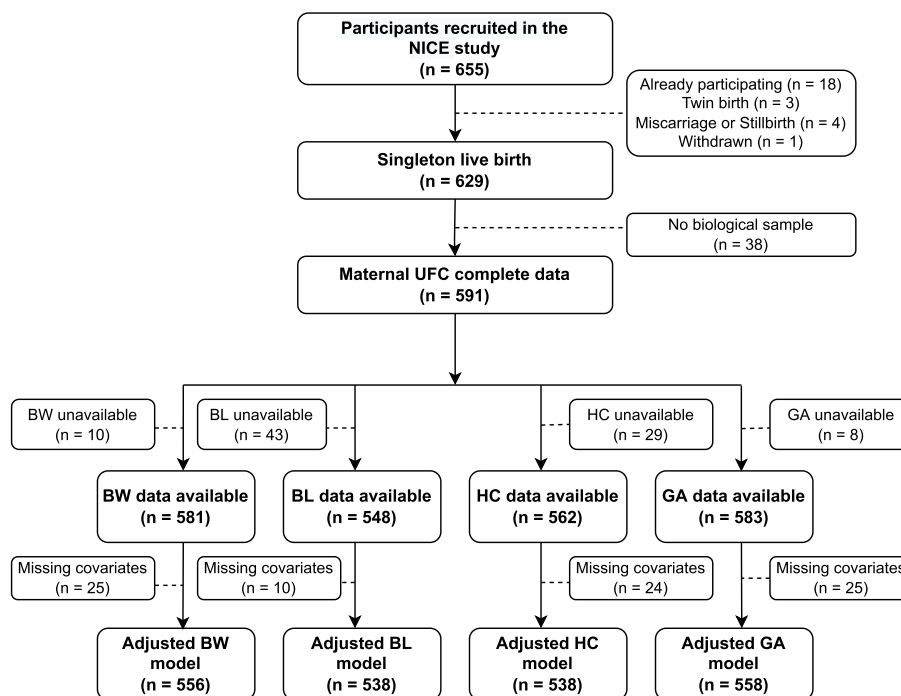 Participants recruited in the
NICE study
(n = 655)
Already participating (n = 18)
Twin birth (n = 3)
Miscarriage or Stillbirth (n = 4)
Withdrawn (n = 1)
Singleton live birth
(n = 629)
No biological sample
(n = 38)
Maternal UFC complete data
(n = 591)
BW unavailable
(n = 10)
BL unavailable
(n = 43)
HC unavailable
(n = 29)
GA unavailable
(n = 8)
BW data available
(n = 581)
BL data available
(n = 548)
HC data available
(n = 562)
GA data available
(n = 583)
Missing covariates
(n = 25)
Missing covariates
(n = 10)
Missing covariates
(n = 24)
Missing covariates
(n = 25)
Adjusted BW
model
(n = 556)
Adjusted BL
model
(n = 538)
Adjusted HC
model
(n = 538)
Adjusted GA
model
(n = 558)